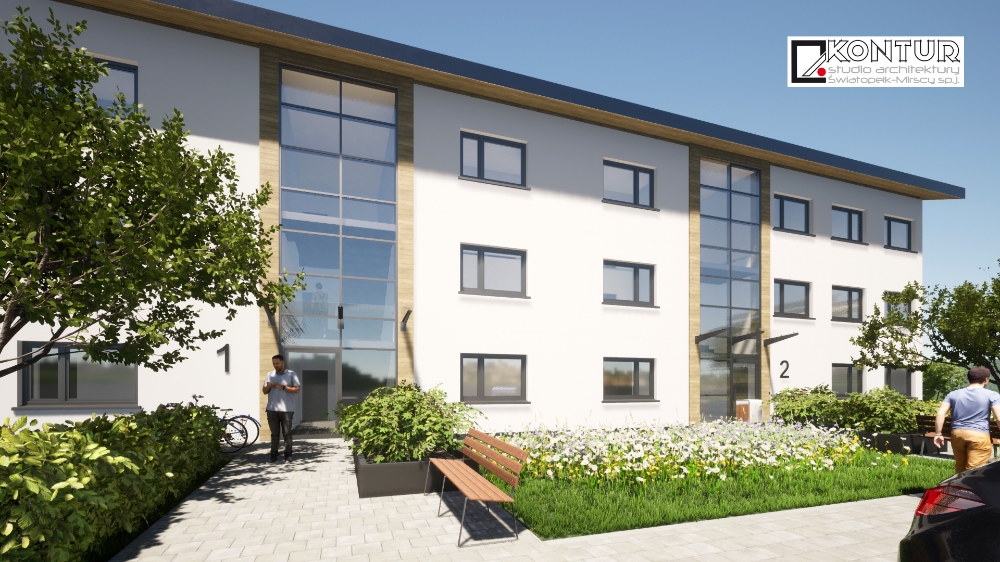 KONTUR
studio architektury
Światopełk-Mirscy sp.j.
1
2